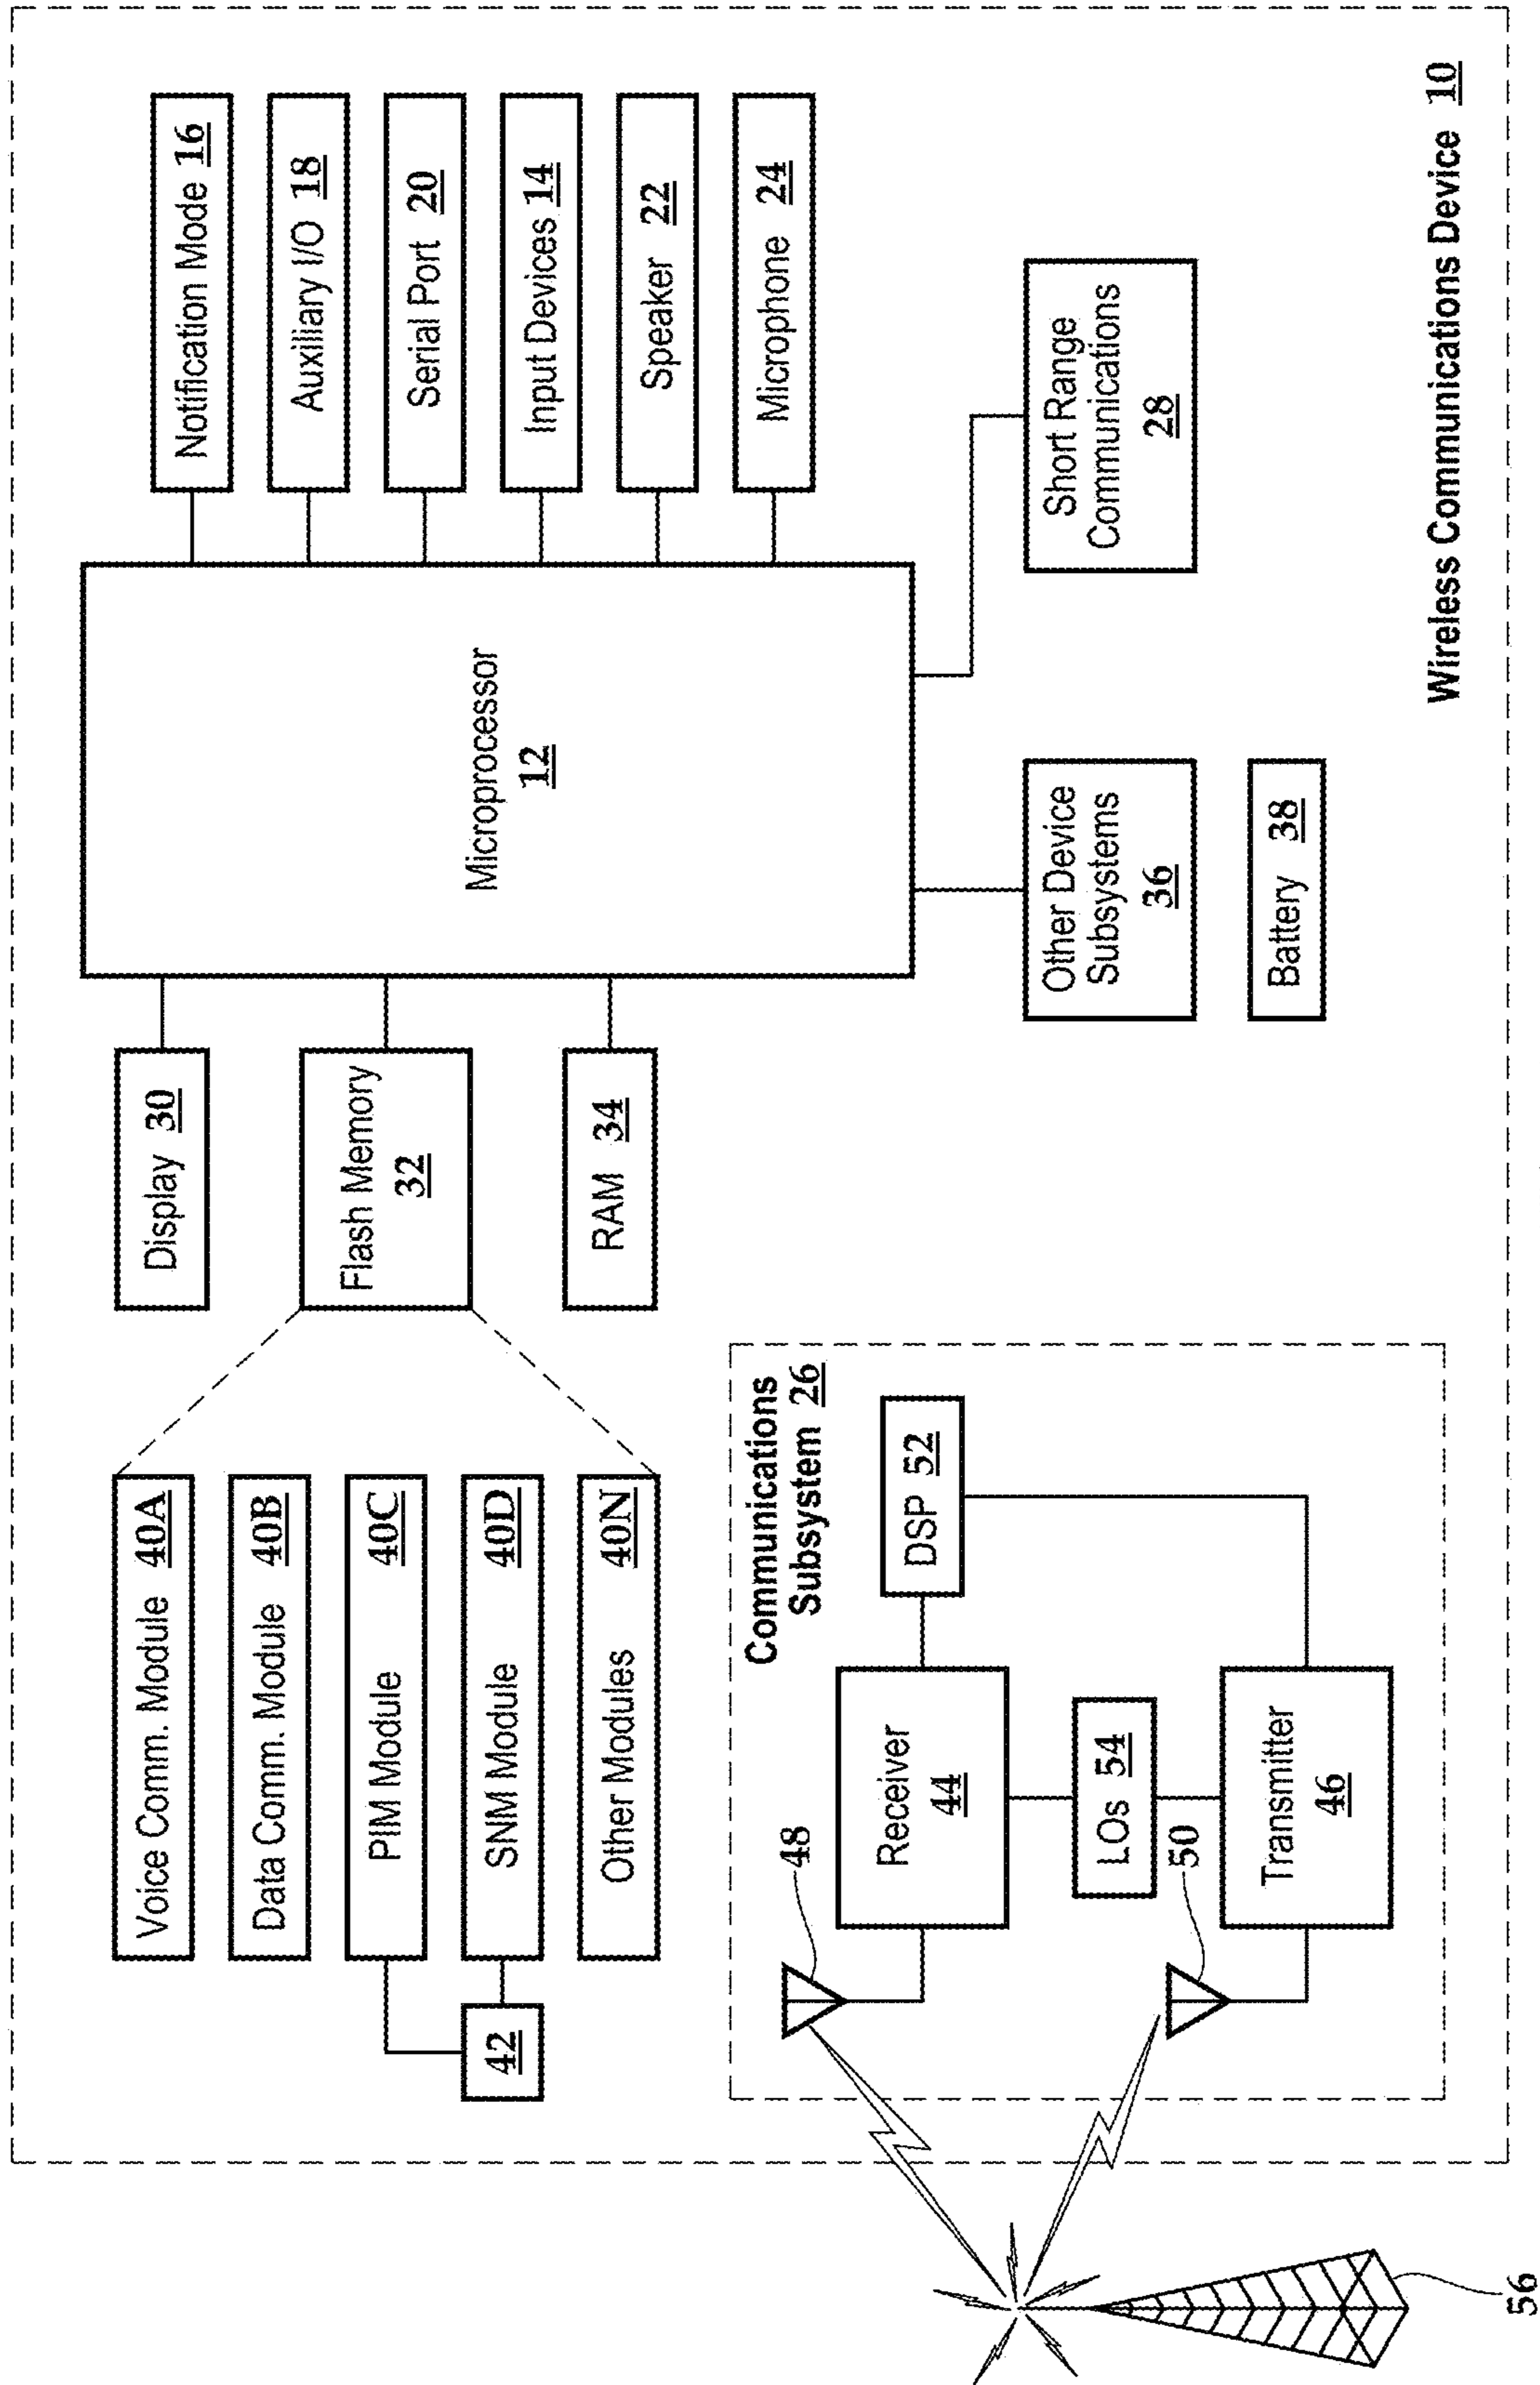 Voice Comm. Module 40A
Data Comm. Module 40B
PIM Module 40C
SNM Module 40D
Other Modules 40N
42
Display 30
Flash Memory
32
RAM 34
Microprocessor
12
Notification Mode 16
Auxiliary I/O 18
Serial Port 20
Input Devices 14
Speaker 22
Microphone 24
Communications
Subsystem 26
48
Receiver
44
DSP 52
LOs 54
50
Transmitter
46
Other Device
Subsystems
36
Battery 38
Short Range
Communications
28
Wireless Communications Device 10
56